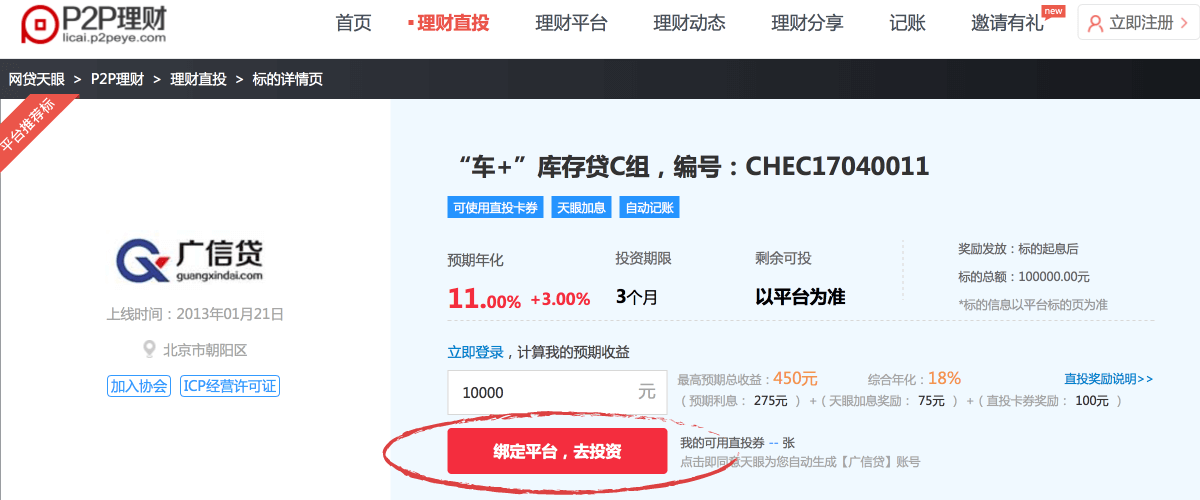 P2P理财
licai.p2peye.com
首页 理财直投 理财平台 理财动态 理财分享 记账 邀请有礼 new 立即注册 >
网贷天眼 > P2P理财 > 理财直投 > 标的详情页
平台推荐标
广信贷
guangxindai.com
上线时间：2013年01月21日
北京市朝阳区
加入协会 ICP经营许可证
“车+”库存贷C组，编号：CHEC17040011
可使用直投卡券 天眼加息 自动记账
预期年化 投资期限 剩余可投
11.00% +3.00% 3个月 以平台为准
奖励发放：标的起息后
标的总额：100000.00元
*标的信息以平台标的页为准
立即登录，计算我的预期收益
10000 元
最高预期总收益：450元 综合年化：18% 直投奖励说明>>
（ 预期利息： 275元 ） +（ 天眼加息奖励： 75元 ） +（ 直投卡券奖励： 100元 ）
绑定平台，去投资
我的可用直投券 -- 张
点击即同意天眼为您自动生成【广信贷】账号